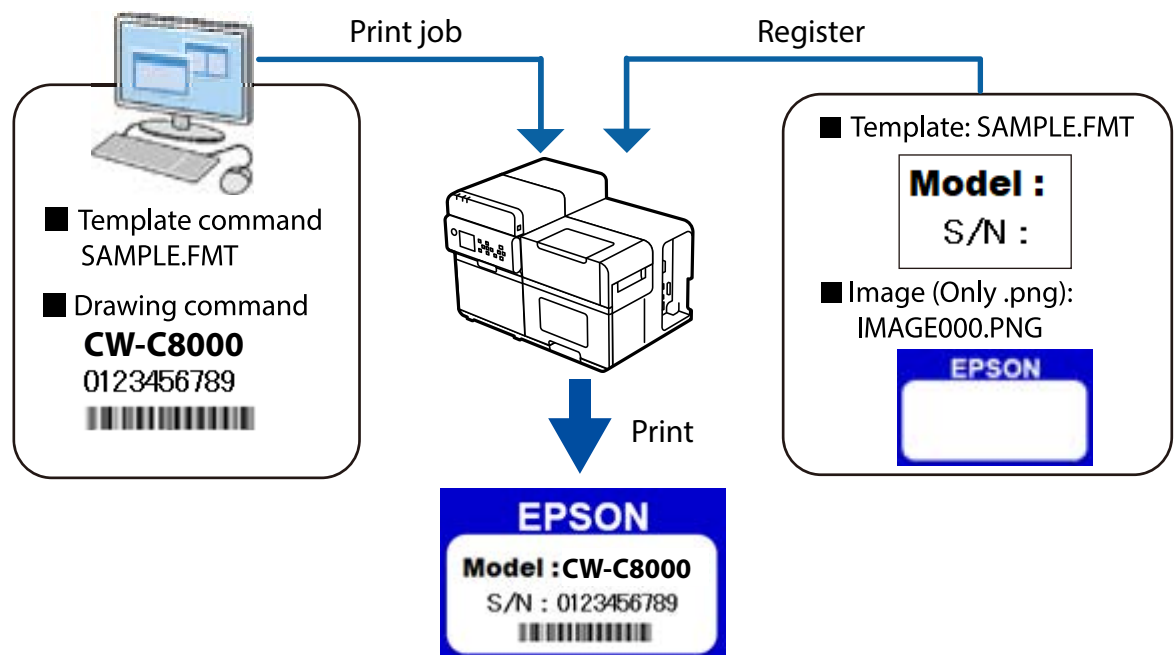 Print job
Register
■ Template command
SAMPLE.FMT
■ Drawing command
CW-C8000
0123456789
■ Template: SAMPLE.FMT
Model :
S/N :
■ Image (Only .png):
IMAGE000.PNG
EPSON
Print
EPSON
Model : CW-C8000
S/N : 0123456789